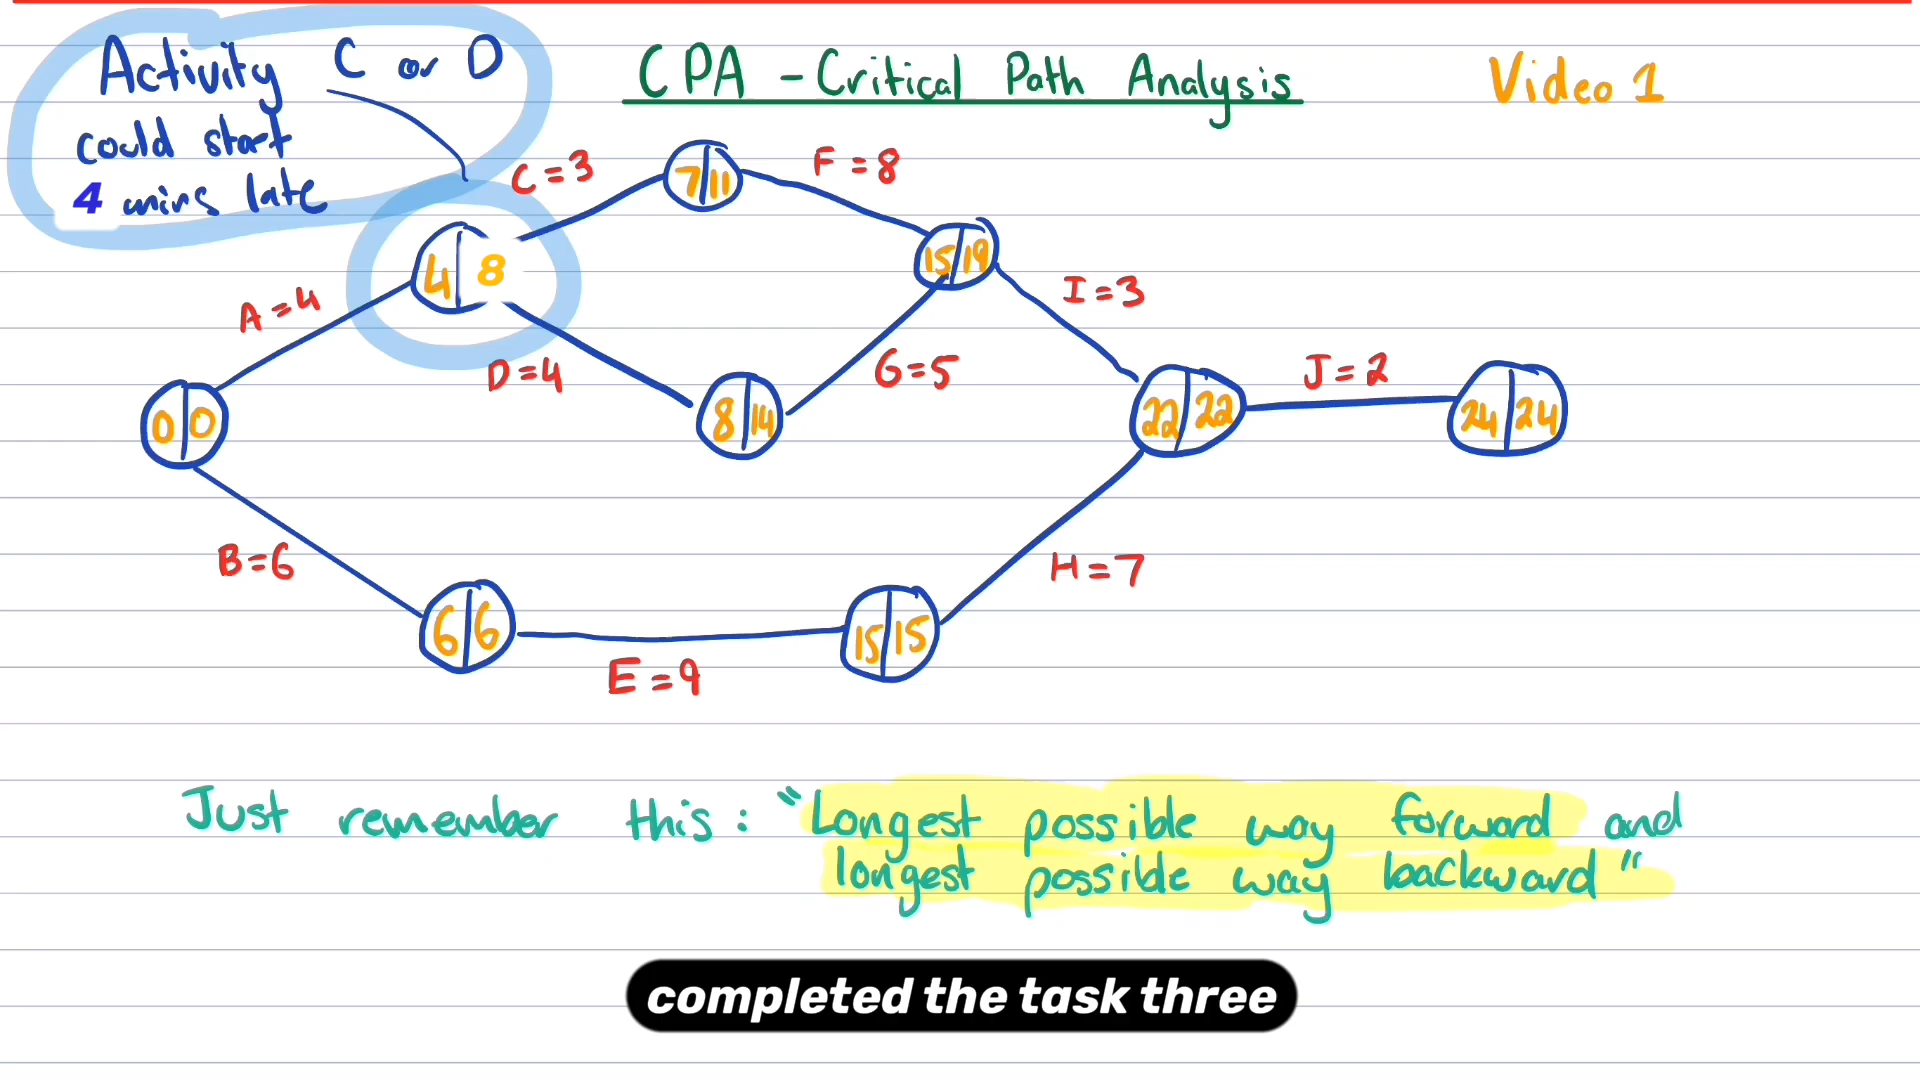 Activity C or D
could start
4 mins late
CPA - Critical Path Analysis
Video 1
C = 3
7 11
F = 8
4 8
15 19
A = 4
I = 3
D = 4
G = 5
J = 2
0 0
8 14
22 22
24 24
B = 6
H = 7
6 6
15 15
E = 9
Just remember this: "Longest possible way forward and
longest possible way backward"
completed the task three